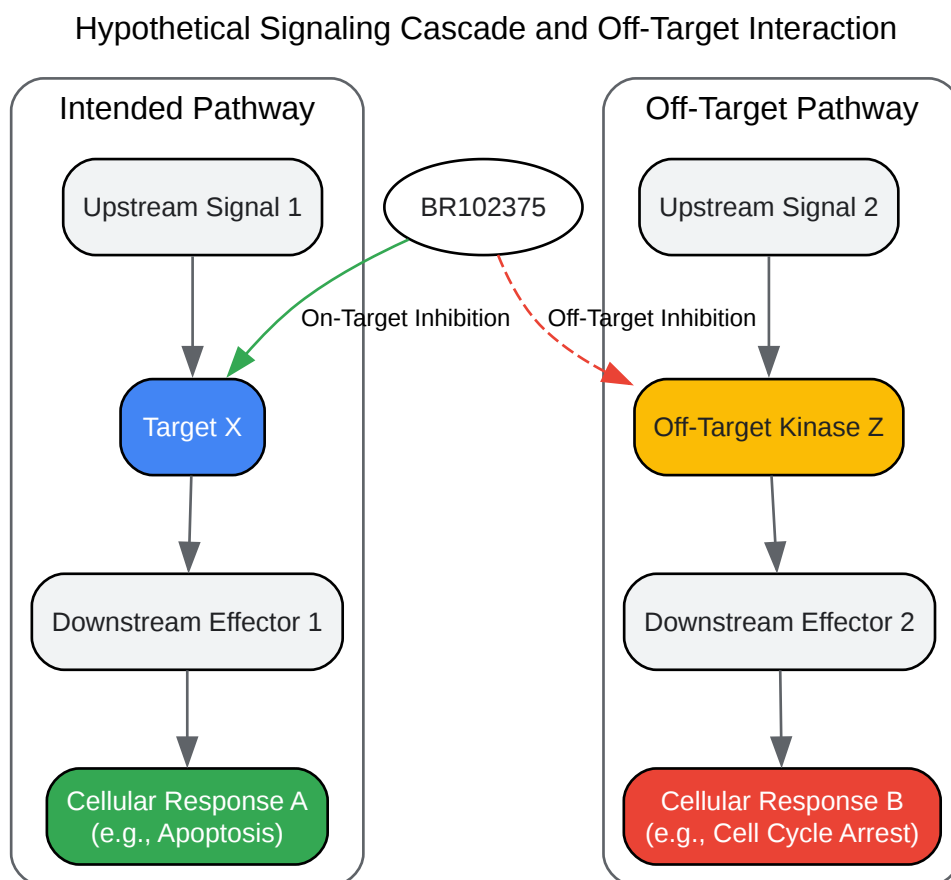 Hypothetical Signaling Cascade and Off-Target Interaction
Intended Pathway
Off-Target Pathway
Upstream Signal 1
BR102375
Upstream Signal 2
On-Target Inhibition
Off-Target Inhibition
Target X
Off-Target Kinase Z
Downstream Effector 1
Downstream Effector 2
Cellular Response A
(e.g., Apoptosis)
Cellular Response B
(e.g., Cell Cycle Arrest)